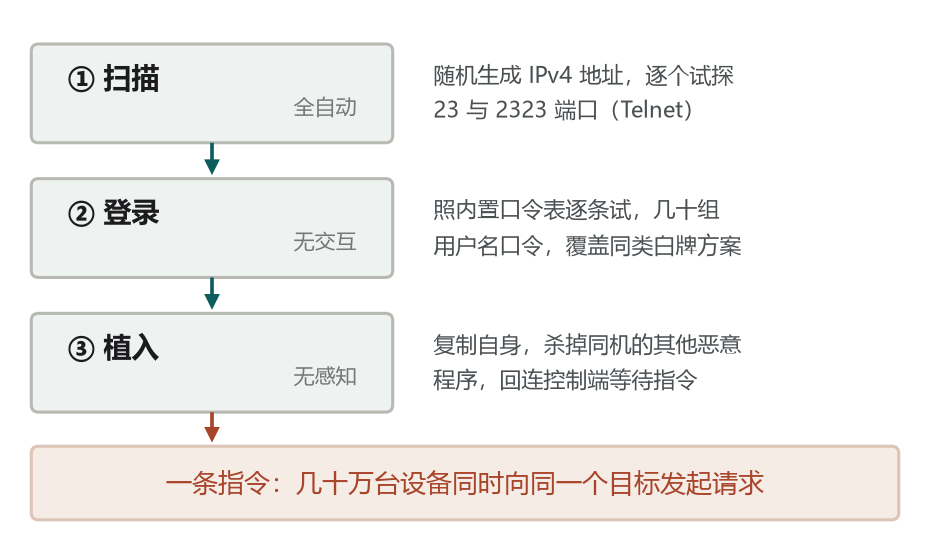 ① 扫描
全自动
随机生成 IPv4 地址，逐个试探
23 与 2323 端口（Telnet）
② 登录
无交互
照内置口令表逐条试，几十组
用户名口令，覆盖同类白牌方案
③ 植入
无感知
复制自身，杀掉同机的其他恶意
程序，回连控制端等待指令
一条指令：几十万台设备同时向同一个目标发起请求